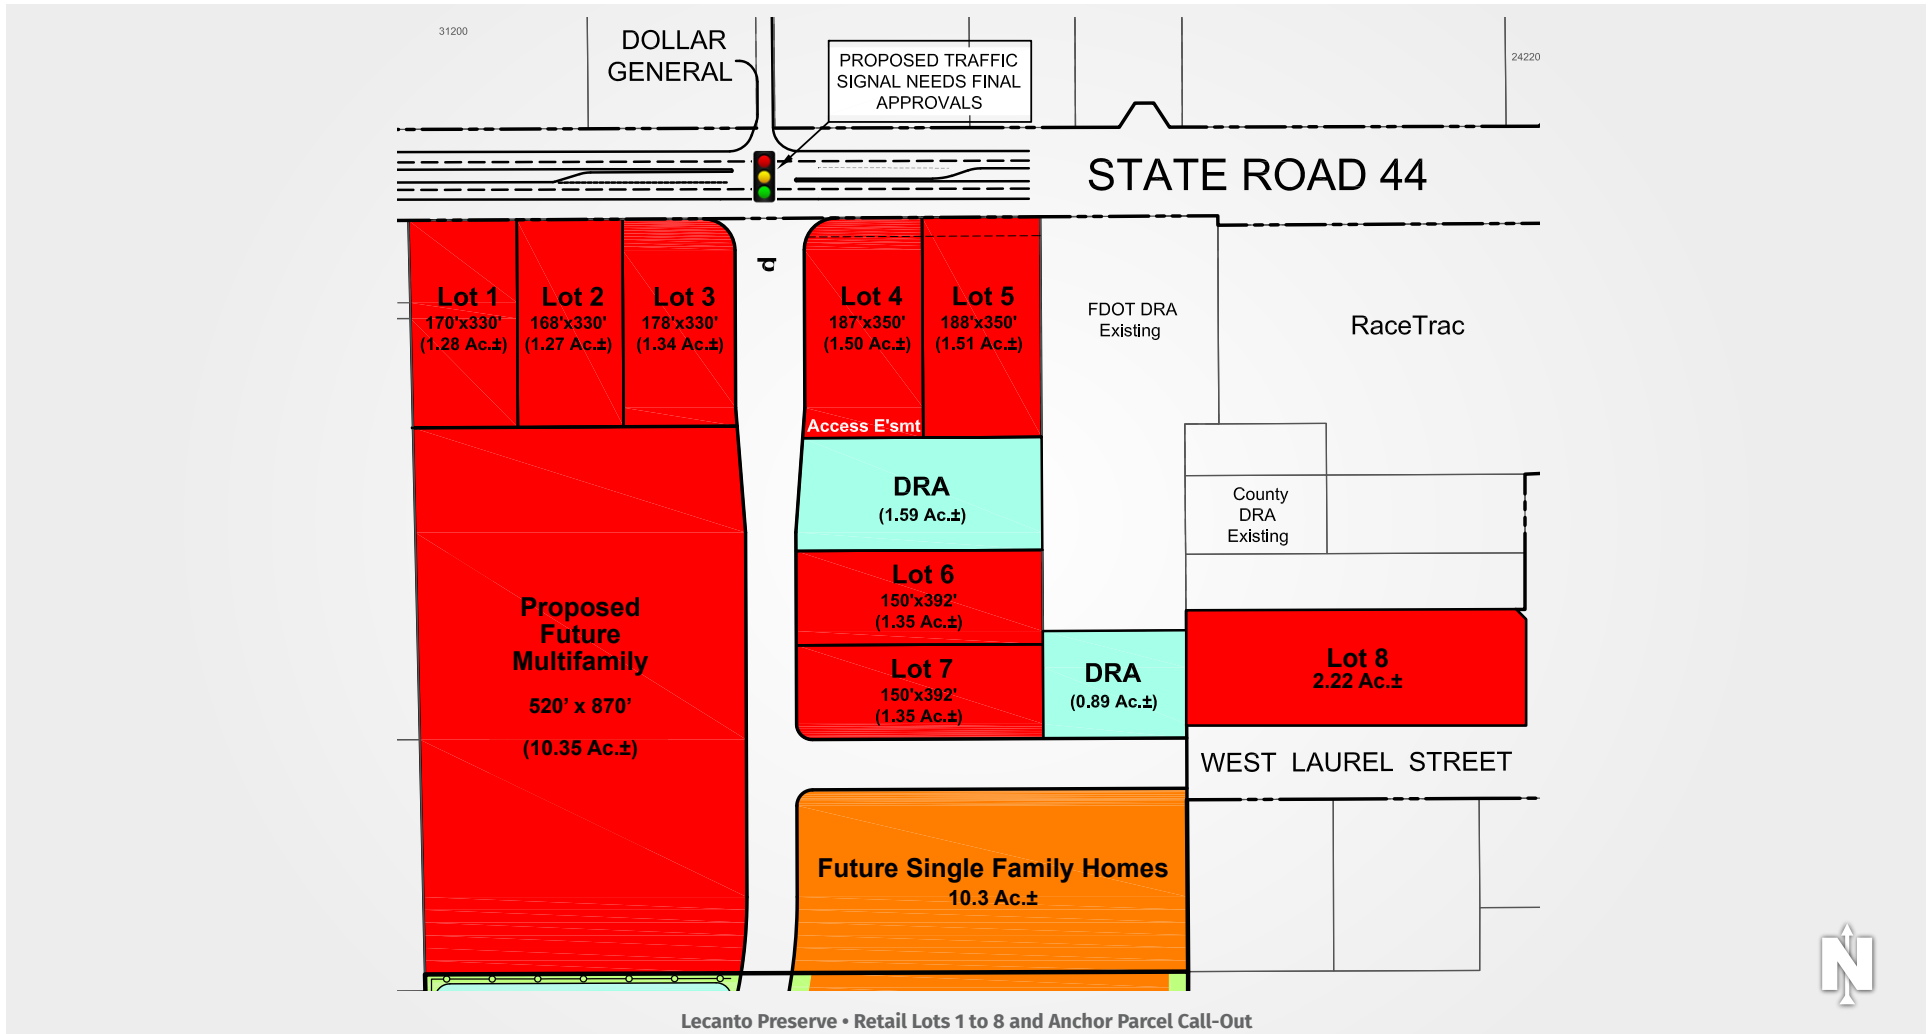 31200
DOLLAR
GENERAL
PROPOSED TRAFFIC
SIGNAL NEEDS FINAL
APPROVALS
24220
STATE ROAD 44
Lot 1
170'x330'
(1.28 Ac.±)
Lot 2
168'x330'
(1.27 Ac.±)
Lot 3
178'x330'
(1.34 Ac.±)
d
Lot 4
187'x350'
(1.50 Ac.±)
Access E'smt
Lot 5
188'x350'
(1.51 Ac.±)
FDOT DRA
Existing
RaceTrac
DRA
(1.59 Ac.±)
County
DRA
Existing
Lot 6
150'x392'
(1.35 Ac.±)
Proposed
Future
Multifamily
520’ x 870’
(10.35 Ac.±)
Lot 7
150'x392'
(1.35 Ac.±)
DRA
(0.89 Ac.±)
Lot 8
2.22 Ac.±
WEST LAUREL STREET
Future Single Family Homes
10.3 Ac.±
N
Lecanto Preserve • Retail Lots 1 to 8 and Anchor Parcel Call-Out